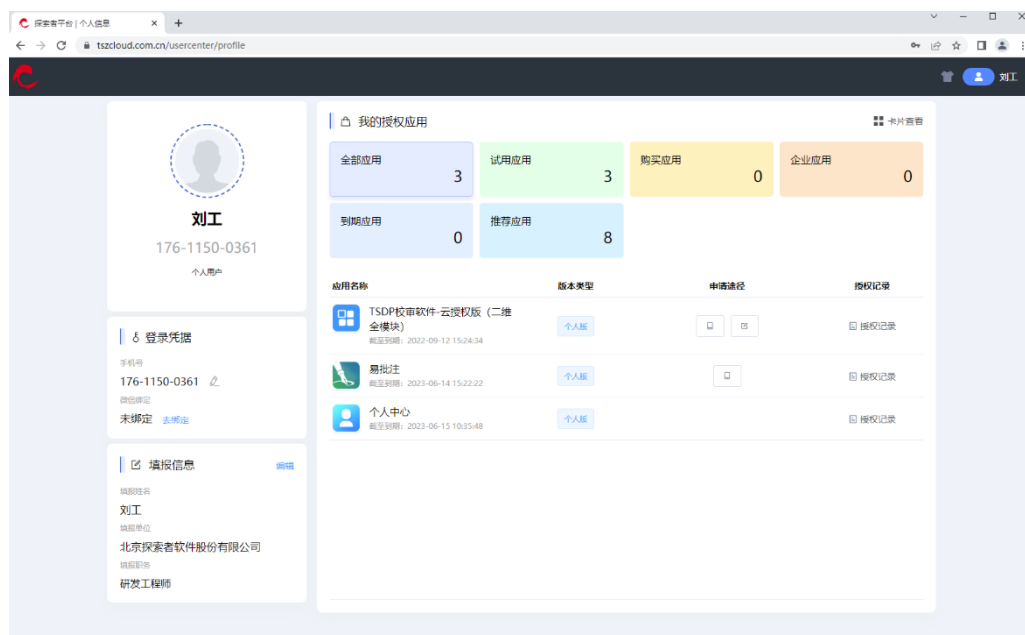 探索者平台 | 个人信息
tszcloud.com.cn/usercenter/profile
刘工
刘工
176-1150-0361
个人用户
登录凭据
手机号
176-1150-0361
微信绑定
未绑定 去绑定
填报信息 编辑
填报姓名
刘工
填报单位
北京探索者软件股份有限公司
填报职务
研发工程师
我的授权应用 卡片查看
全部应用 3
试用应用 3
购买应用 0
企业应用 0
到期应用 0
推荐应用 8
应用名称 版本类型 申请途径 授权记录
TSDP校审软件-云授权版（二维
全模块） 个人版 授权记录
截至到期：2022-09-12 15:24:34
易批注 个人版 授权记录
截至到期：2023-06-14 15:22:22
个人中心 个人版 授权记录
截至到期：2023-06-15 10:35:48